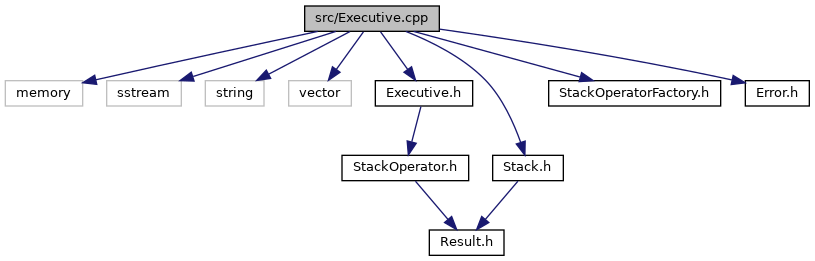 src/Executive.cpp
memory
sstream
string
vector
Executive.h
StackOperatorFactory.h
Error.h
StackOperator.h
Stack.h
Result.h